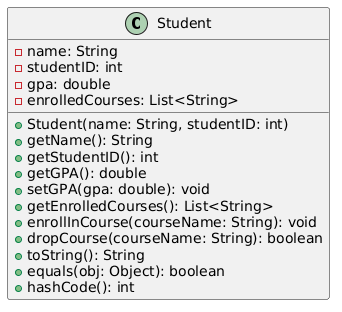 C Student
name: String
studentID: int
gpa: double
enrolledCourses: List<String>
Student(name: String, studentID: int)
getName(): String
getStudentID(): int
getGPA(): double
setGPA(gpa: double): void
getEnrolledCourses(): List<String>
enrollInCourse(courseName: String): void
dropCourse(courseName: String): boolean
toString(): String
equals(obj: Object): boolean
hashCode(): int